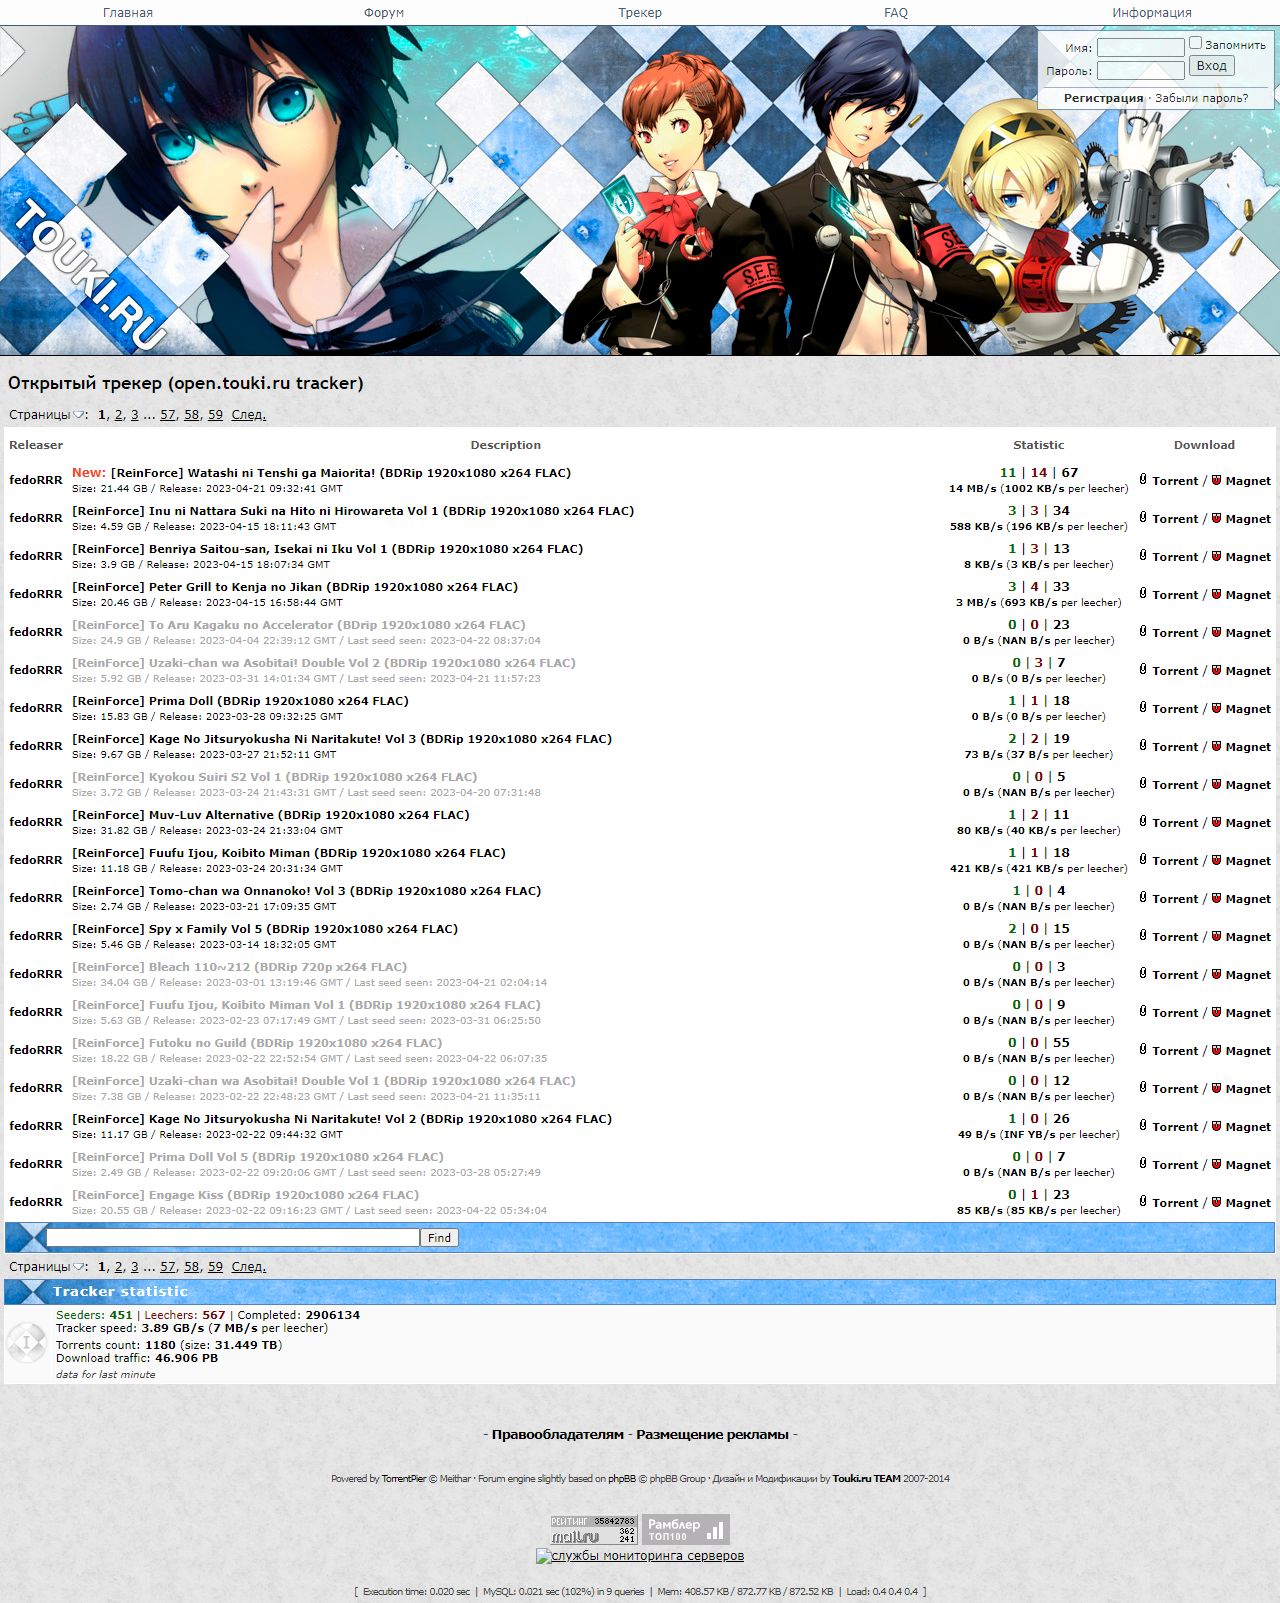 Главная Форум Трекер FAQ Информация
Имя: Запомнить
Пароль: Вход
Регистрация · Забыли пароль?
TOUKI.RU
S.E.E
Открытый трекер (open.touki.ru tracker)
Страницы : 1, 2, 3 ... 57, 58, 59 След.
Releaser Description Statistic Download
fedoRRR New: [ReinForce] Watashi ni Tenshi ga Maiorita! (BDRip 1920x1080 x264 FLAC) 11 | 14 | 67 Torrent / Magnet
Size: 21.44 GB / Release: 2023-04-21 09:32:41 GMT 14 MB/s (1002 KB/s per leecher)
fedoRRR [ReinForce] Inu ni Nattara Suki na Hito ni Hirowareta Vol 1 (BDRip 1920x1080 x264 FLAC) 3 | 3 | 34 Torrent / Magnet
Size: 4.59 GB / Release: 2023-04-15 18:11:43 GMT 588 KB/s (196 KB/s per leecher)
fedoRRR [ReinForce] Benriya Saitou-san, Isekai ni Iku Vol 1 (BDRip 1920x1080 x264 FLAC) 1 | 3 | 13 Torrent / Magnet
Size: 3.9 GB / Release: 2023-04-15 18:07:34 GMT 8 KB/s (3 KB/s per leecher)
fedoRRR [ReinForce] Peter Grill to Kenja no Jikan (BDRip 1920x1080 x264 FLAC) 3 | 4 | 33 Torrent / Magnet
Size: 20.46 GB / Release: 2023-04-15 16:58:44 GMT 3 MB/s (693 KB/s per leecher)
fedoRRR [ReinForce] To Aru Kagaku no Accelerator (BDrip 1920x1080 x264 FLAC) 0 | 0 | 23 Torrent / Magnet
Size: 24.9 GB / Release: 2023-04-04 22:39:12 GMT / Last seed seen: 2023-04-22 08:37:04 0 B/s (NAN B/s per leecher)
fedoRRR [ReinForce] Uzaki-chan wa Asobitai! Double Vol 2 (BDRip 1920x1080 x264 FLAC) 0 | 3 | 7 Torrent / Magnet
Size: 5.92 GB / Release: 2023-03-31 14:01:34 GMT / Last seed seen: 2023-04-21 11:57:23 0 B/s (0 B/s per leecher)
fedoRRR [ReinForce] Prima Doll (BDRip 1920x1080 x264 FLAC) 1 | 1 | 18 Torrent / Magnet
Size: 15.83 GB / Release: 2023-03-28 09:32:25 GMT 0 B/s (0 B/s per leecher)
fedoRRR [ReinForce] Kage No Jitsuryokusha Ni Naritakute! Vol 3 (BDRip 1920x1080 x264 FLAC) 2 | 2 | 19 Torrent / Magnet
Size: 9.67 GB / Release: 2023-03-27 21:52:11 GMT 73 B/s (37 B/s per leecher)
fedoRRR [ReinForce] Kyokou Suiri S2 Vol 1 (BDRip 1920x1080 x264 FLAC) 0 | 0 | 5 Torrent / Magnet
Size: 3.72 GB / Release: 2023-03-24 21:43:31 GMT / Last seed seen: 2023-04-20 07:31:48 0 B/s (NAN B/s per leecher)
fedoRRR [ReinForce] Muv-Luv Alternative (BDRip 1920x1080 x264 FLAC) 1 | 2 | 11 Torrent / Magnet
Size: 31.82 GB / Release: 2023-03-24 21:33:04 GMT 80 KB/s (40 KB/s per leecher)
fedoRRR [ReinForce] Fuufu Ijou, Koibito Miman (BDRip 1920x1080 x264 FLAC) 1 | 1 | 18 Torrent / Magnet
Size: 11.18 GB / Release: 2023-03-24 20:31:34 GMT 421 KB/s (421 KB/s per leecher)
fedoRRR [ReinForce] Tomo-chan wa Onnanoko! Vol 3 (BDRip 1920x1080 x264 FLAC) 1 | 0 | 4 Torrent / Magnet
Size: 2.74 GB / Release: 2023-03-21 17:09:35 GMT 0 B/s (NAN B/s per leecher)
fedoRRR [ReinForce] Spy x Family Vol 5 (BDRip 1920x1080 x264 FLAC) 2 | 0 | 15 Torrent / Magnet
Size: 5.46 GB / Release: 2023-03-14 18:32:05 GMT 0 B/s (NAN B/s per leecher)
fedoRRR [ReinForce] Bleach 110~212 (BDRip 720p x264 FLAC) 0 | 0 | 3 Torrent / Magnet
Size: 34.04 GB / Release: 2023-03-01 13:19:46 GMT / Last seed seen: 2023-04-21 02:04:14 0 B/s (NAN B/s per leecher)
fedoRRR [ReinForce] Fuufu Ijou, Koibito Miman Vol 1 (BDRip 1920x1080 x264 FLAC) 0 | 0 | 9 Torrent / Magnet
Size: 5.63 GB / Release: 2023-02-23 07:17:49 GMT / Last seed seen: 2023-03-31 06:25:50 0 B/s (NAN B/s per leecher)
fedoRRR [ReinForce] Futoku no Guild (BDRip 1920x1080 x264 FLAC) 0 | 0 | 55 Torrent / Magnet
Size: 18.22 GB / Release: 2023-02-22 22:52:54 GMT / Last seed seen: 2023-04-22 06:07:35 0 B/s (NAN B/s per leecher)
fedoRRR [ReinForce] Uzaki-chan wa Asobitai! Double Vol 1 (BDRip 1920x1080 x264 FLAC) 0 | 0 | 12 Torrent / Magnet
Size: 7.38 GB / Release: 2023-02-22 22:48:23 GMT / Last seed seen: 2023-04-21 11:35:11 0 B/s (NAN B/s per leecher)
fedoRRR [ReinForce] Kage No Jitsuryokusha Ni Naritakute! Vol 2 (BDRip 1920x1080 x264 FLAC) 1 | 0 | 26 Torrent / Magnet
Size: 11.17 GB / Release: 2023-02-22 09:44:32 GMT 49 B/s (INF YB/s per leecher)
fedoRRR [ReinForce] Prima Doll Vol 5 (BDRip 1920x1080 x264 FLAC) 0 | 0 | 7 Torrent / Magnet
Size: 2.49 GB / Release: 2023-02-22 09:20:06 GMT / Last seed seen: 2023-03-28 05:27:49 0 B/s (NAN B/s per leecher)
fedoRRR [ReinForce] Engage Kiss (BDRip 1920x1080 x264 FLAC) 0 | 1 | 23 Torrent / Magnet
Size: 20.55 GB / Release: 2023-02-22 09:16:23 GMT / Last seed seen: 2023-04-22 05:34:04 85 KB/s (85 KB/s per leecher)
Find
Страницы : 1, 2, 3 ... 57, 58, 59 След.
Tracker statistic
Seeders: 451 | Leechers: 567 | Completed: 2906134
Tracker speed: 3.89 GB/s (7 MB/s per leecher)
Torrents count: 1180 (size: 31.449 TB)
Download traffic: 46.906 PB
data for last minute
- Правообладателям - Размещение рекламы -
Powered by TorrentPier © Meithar · Forum engine slightly based on phpBB © phpBB Group · Дизайн и Модификации by Touki.ru TEAM 2007-2014
РЕЙТИНГ 35842783
mail.ru 362
241
Рамблер
ТОП100
службы мониторинга серверов
[ Execution time: 0.020 sec | MySQL: 0.021 sec (102%) in 9 queries | Mem: 408.57 KB / 872.77 KB / 872.52 KB | Load: 0.4 0.4 0.4 ]